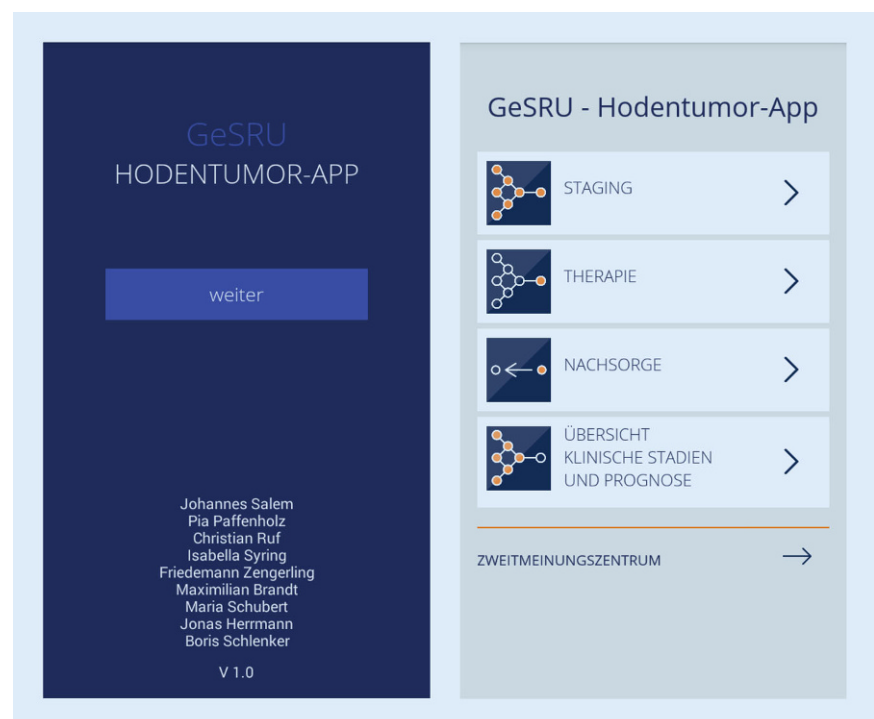 GeSRU
HODENTUMOR-APP
weiter
Johannes Salem
Pia Paffenholz
Christian Ruf
Isabella Syring
Friedemann Zengerling
Maximilian Brandt
Maria Schubert
Jonas Herrmann
Boris Schlenker
V 1.0
GeSRU - Hodentumor-App
STAGING
THERAPIE
NACHSORGE
ÜBERSICHT
KLINISCHE STADIEN
UND PROGNOSE
ZWEITMEINUNGSZENTRUM